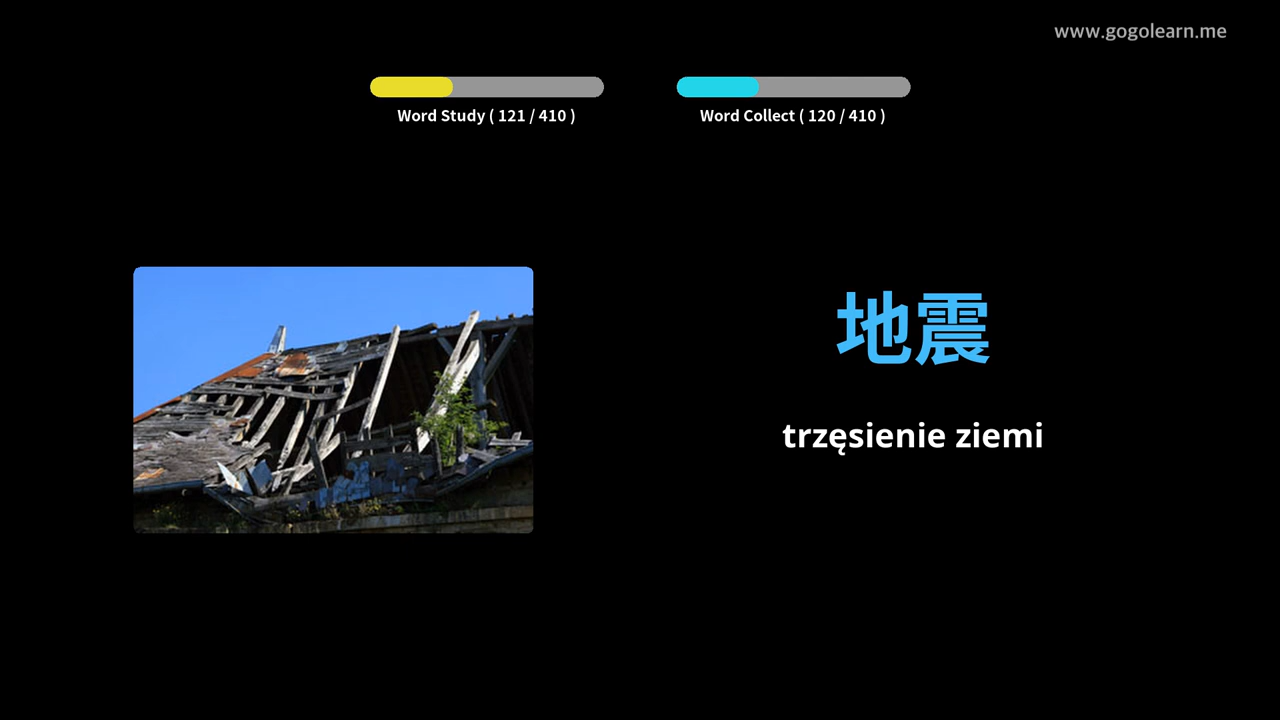 www.gogolearn.me
Word Study ( 121 / 410 )
Word Collect ( 120 / 410 )
地震
trzęsienie ziemi